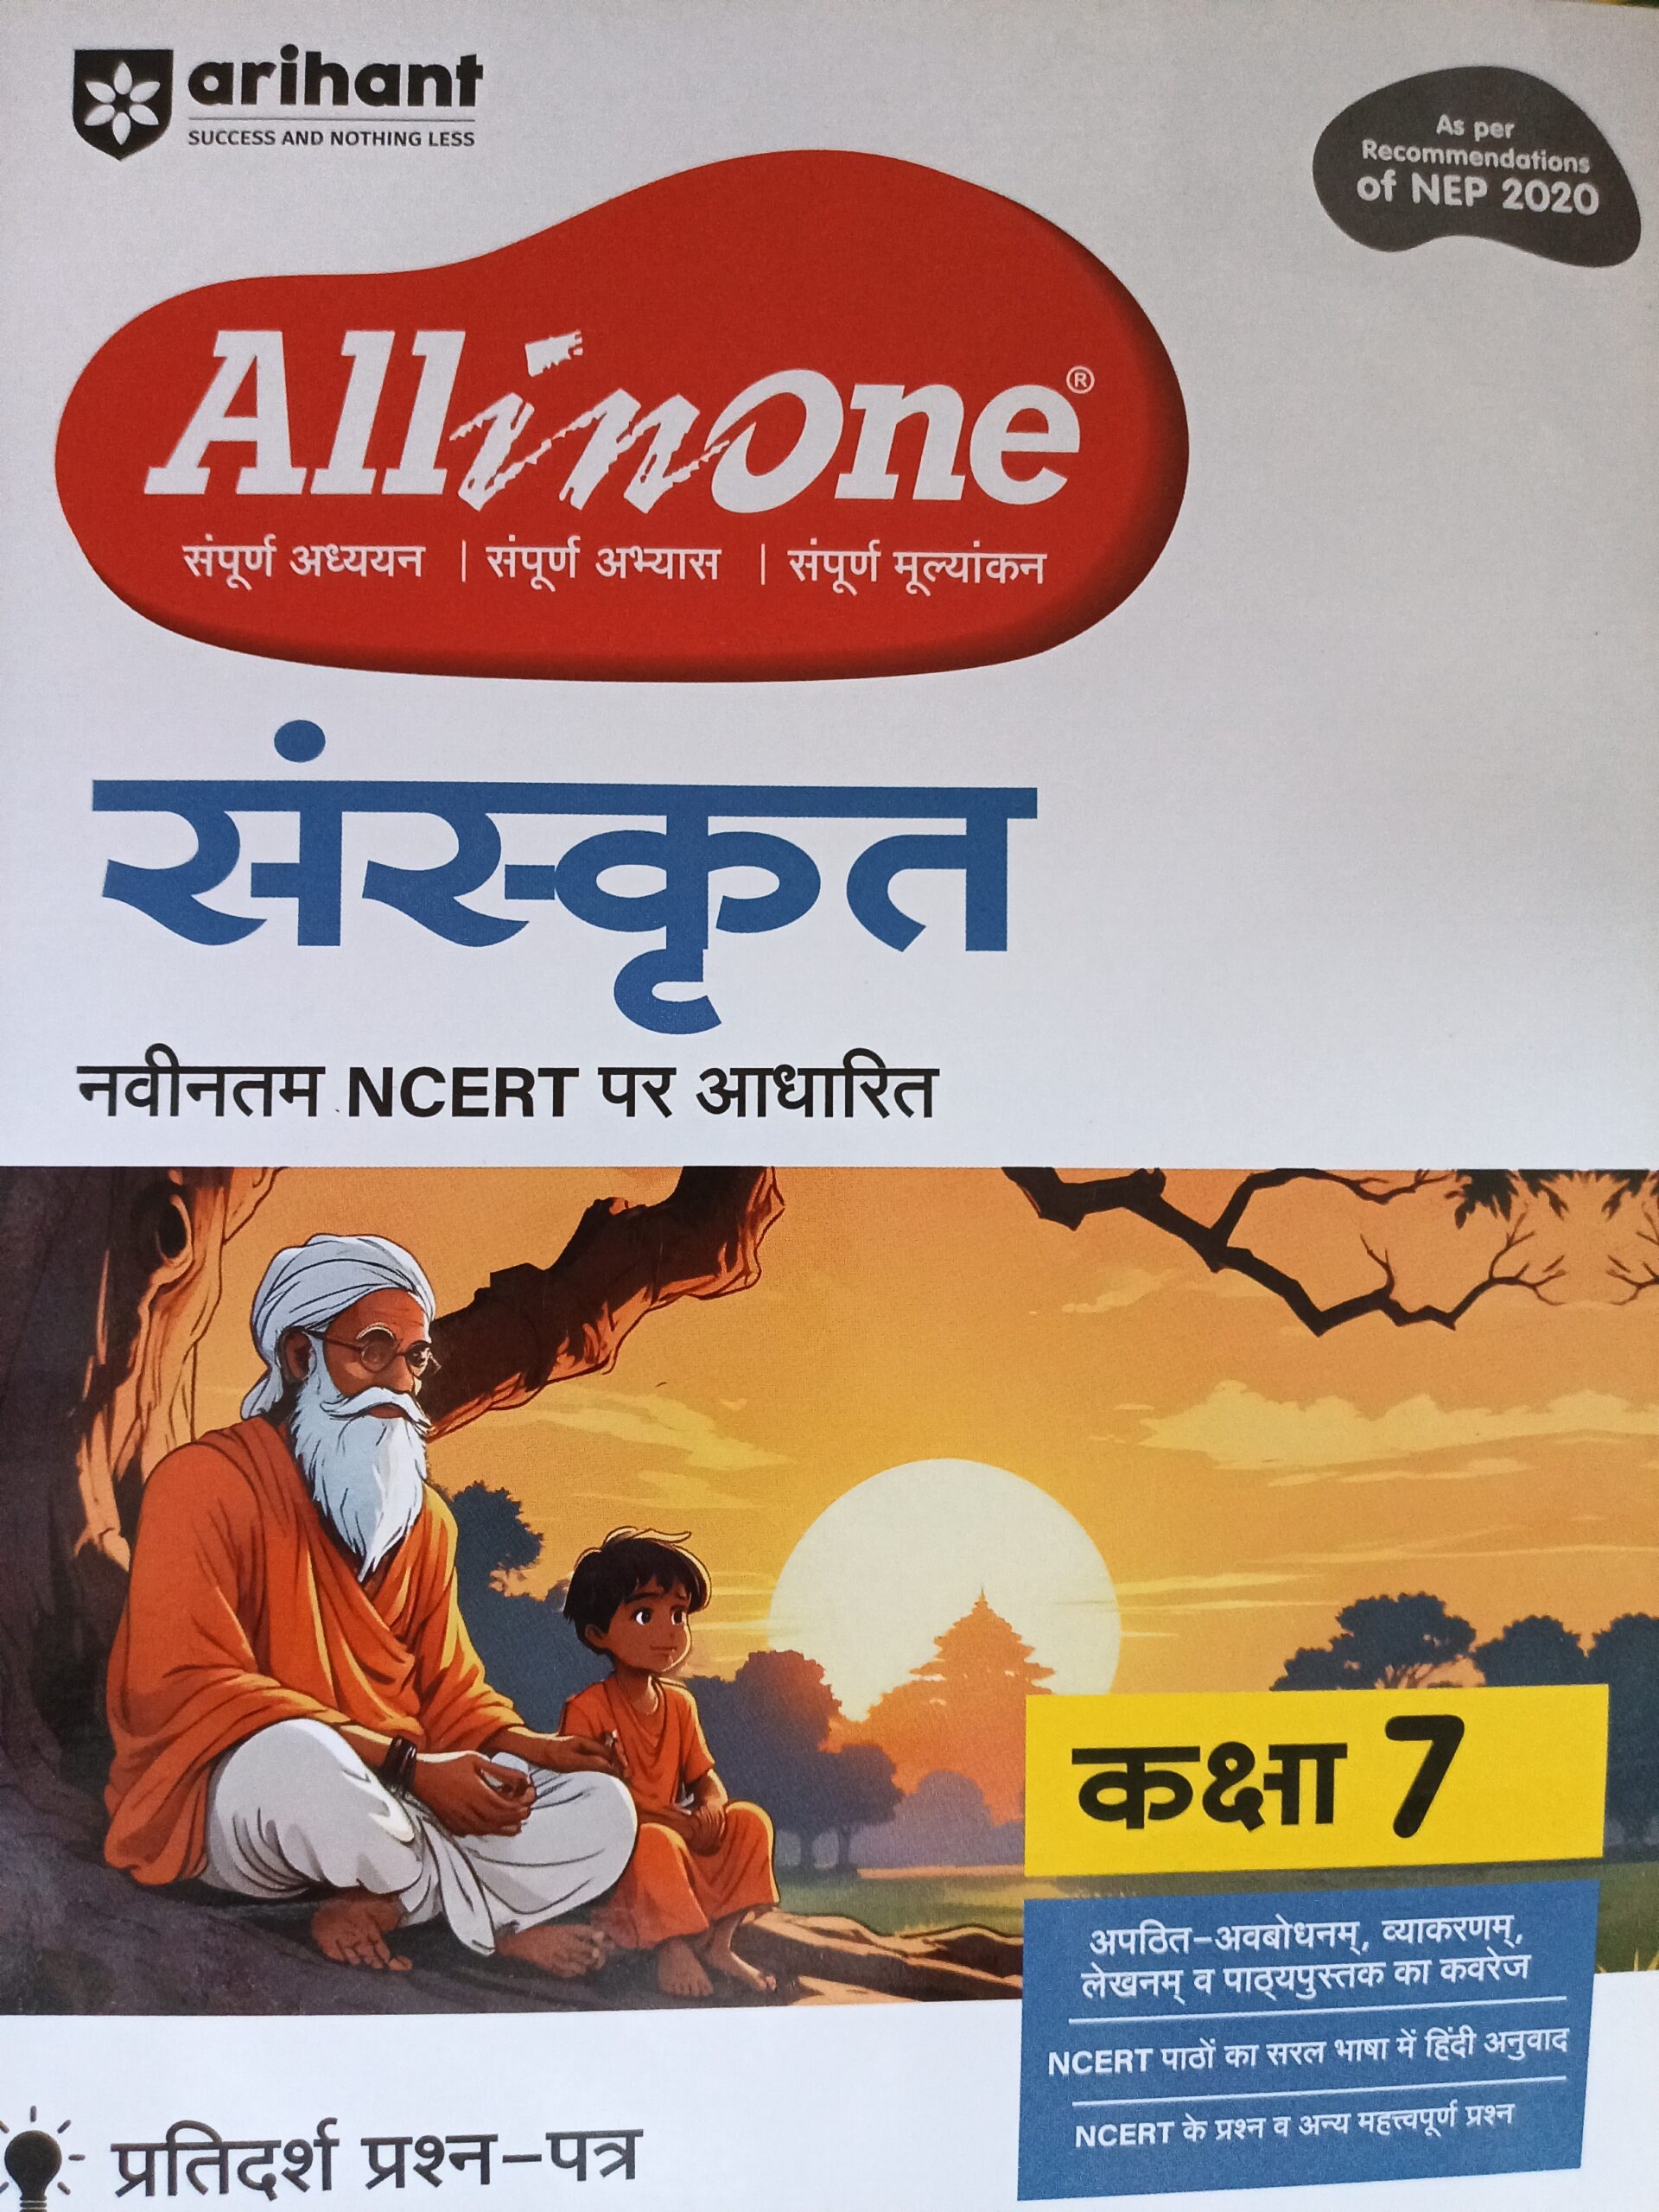 arihant
SUCCESS AND NOTHING LESS
As per
Recommendations
of NEP 2020
All in One®
संपूर्ण अध्ययन | संपूर्ण अभ्यास | संपूर्ण मूल्यांकन
संस्कृत
नवीनतम NCERT पर आधारित
कक्षा 7
अपठित-अवबोधनम्, व्याकरणम्,
लेखनम् व पाठ्यपुस्तक का कवरेज
NCERT पाठों का सरल भाषा में हिंदी अनुवाद
NCERT के प्रश्न व अन्य महत्त्वपूर्ण प्रश्न
प्रतिदर्श प्रश्न-पत्र